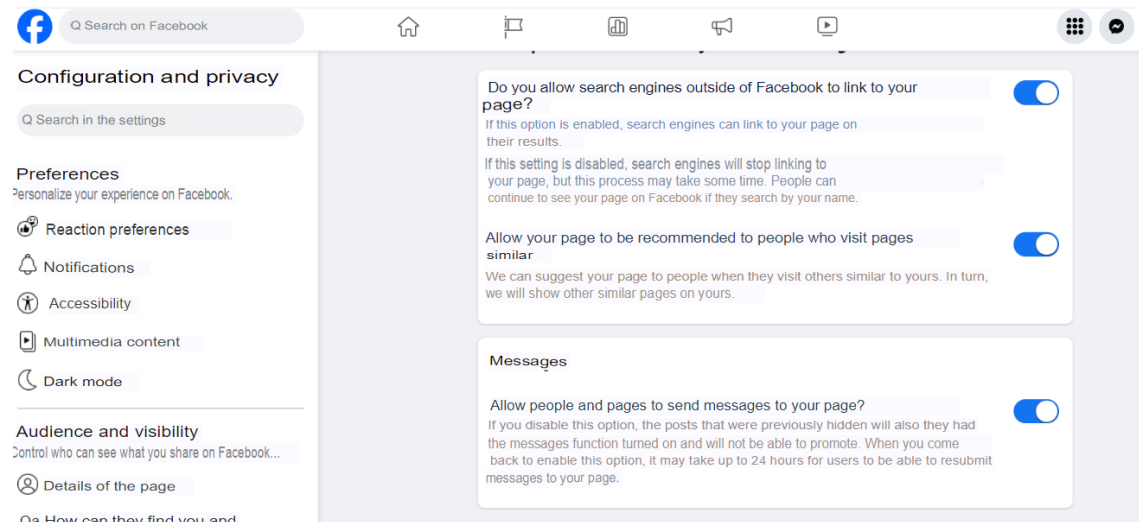 Search on Facebook
Configuration and privacy
Search in the settings
Preferences
Personalize your experience on Facebook.
Reaction preferences
Notifications
Accessibility
Multimedia content
Dark mode
Audience and visibility
Control who can see what you share on Facebook...
Details of the page
How can they find you and
Do you allow search engines outside of Facebook to link to your
page?
If this option is enabled, search engines can link to your page on
their results.
If this setting is disabled, search engines will stop linking to
your page, but this process may take some time. People can
continue to see your page on Facebook if they search by your name.
Allow your page to be recommended to people who visit pages
similar
We can suggest your page to people when they visit others similar to yours. In turn,
we will show other similar pages on yours.
Messages
Allow people and pages to send messages to your page?
If you disable this option, the posts that were previously hidden will also they had
the messages function turned on and will not be able to promote. When you come
back to enable this option, it may take up to 24 hours for users to be able to resubmit
messages to your page.